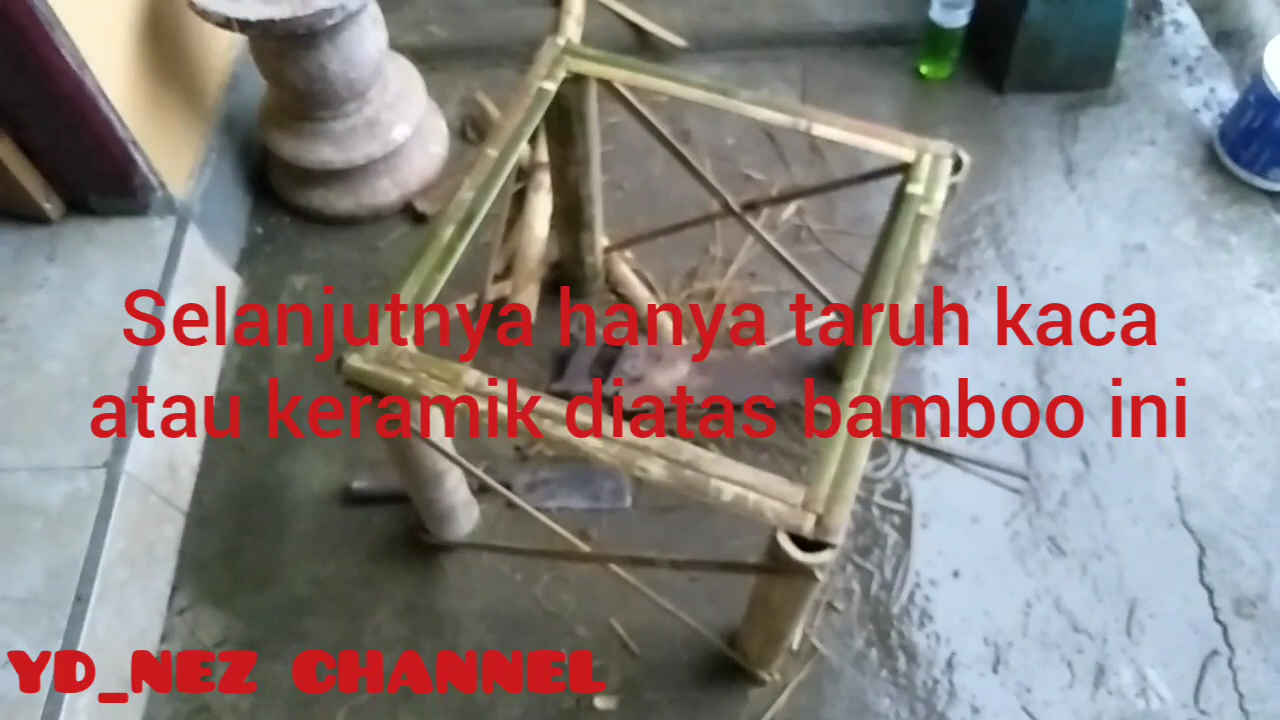 Selanjutnya hanya taruh kaca
atau keramik diatas bamboo ini
YD_NEZ CHANNEL